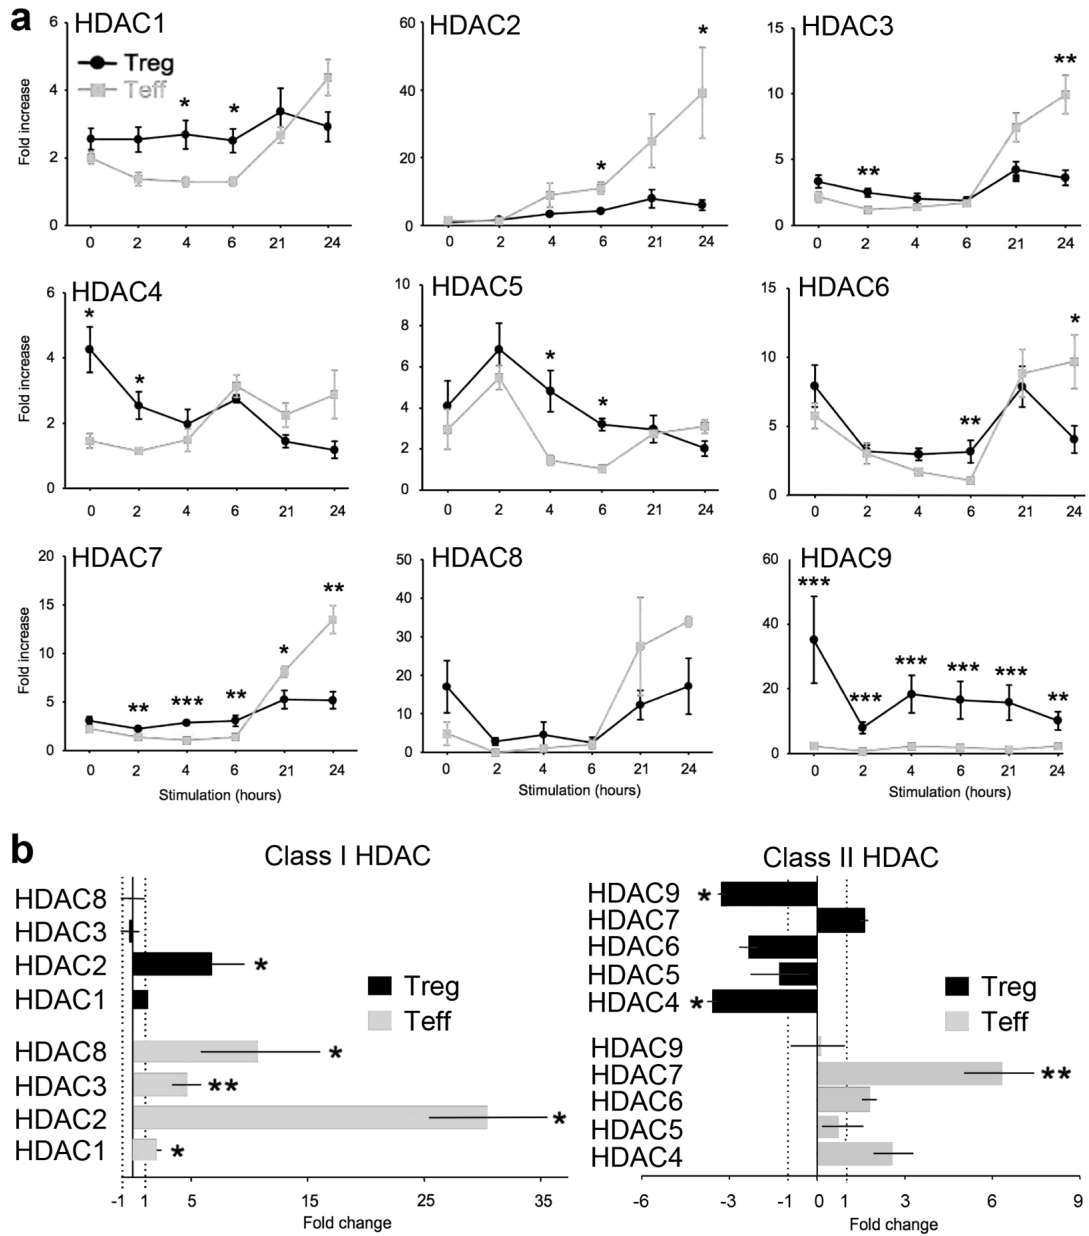 a
HDAC1 HDAC2 HDAC3
6 60 15
Treg
Teff
* * * * ** **
4 40 10
Fold increase
2 20 5
0 0 0
0 2 4 6 21 24 0 2 4 6 21 24 0 2 4 6 21 24
HDAC4 HDAC5 HDAC6
6 10 15
* * * * ** *
8
4 10
Fold increase
6
4
2 5
2
0 0 0
0 2 4 6 21 24 0 2 4 6 21 24 0 2 4 6 21 24
HDAC7 HDAC8 HDAC9
20 50 60
** *** ** * ** *** *** *** *** *** **
15 40 40
Fold increase
10 30
20 20
5 10
0 0 0
0 2 4 6 21 24 0 2 4 6 21 24 0 2 4 6 21 24
Stimulation (hours) Stimulation (hours) Stimulation (hours)
b
Class I HDAC Class II HDAC
HDAC8 HDAC9 *
HDAC3 HDAC7
HDAC2 * HDAC6
HDAC1 HDAC5
HDAC4 *
Treg Treg
Teff Teff
HDAC8 * HDAC9
HDAC3 ** HDAC7 **
HDAC2 * HDAC6
HDAC1 * HDAC5
HDAC4
-1 1 5 15 25 35 -6 -3 -1 0 1 3 6 9
Fold change Fold change